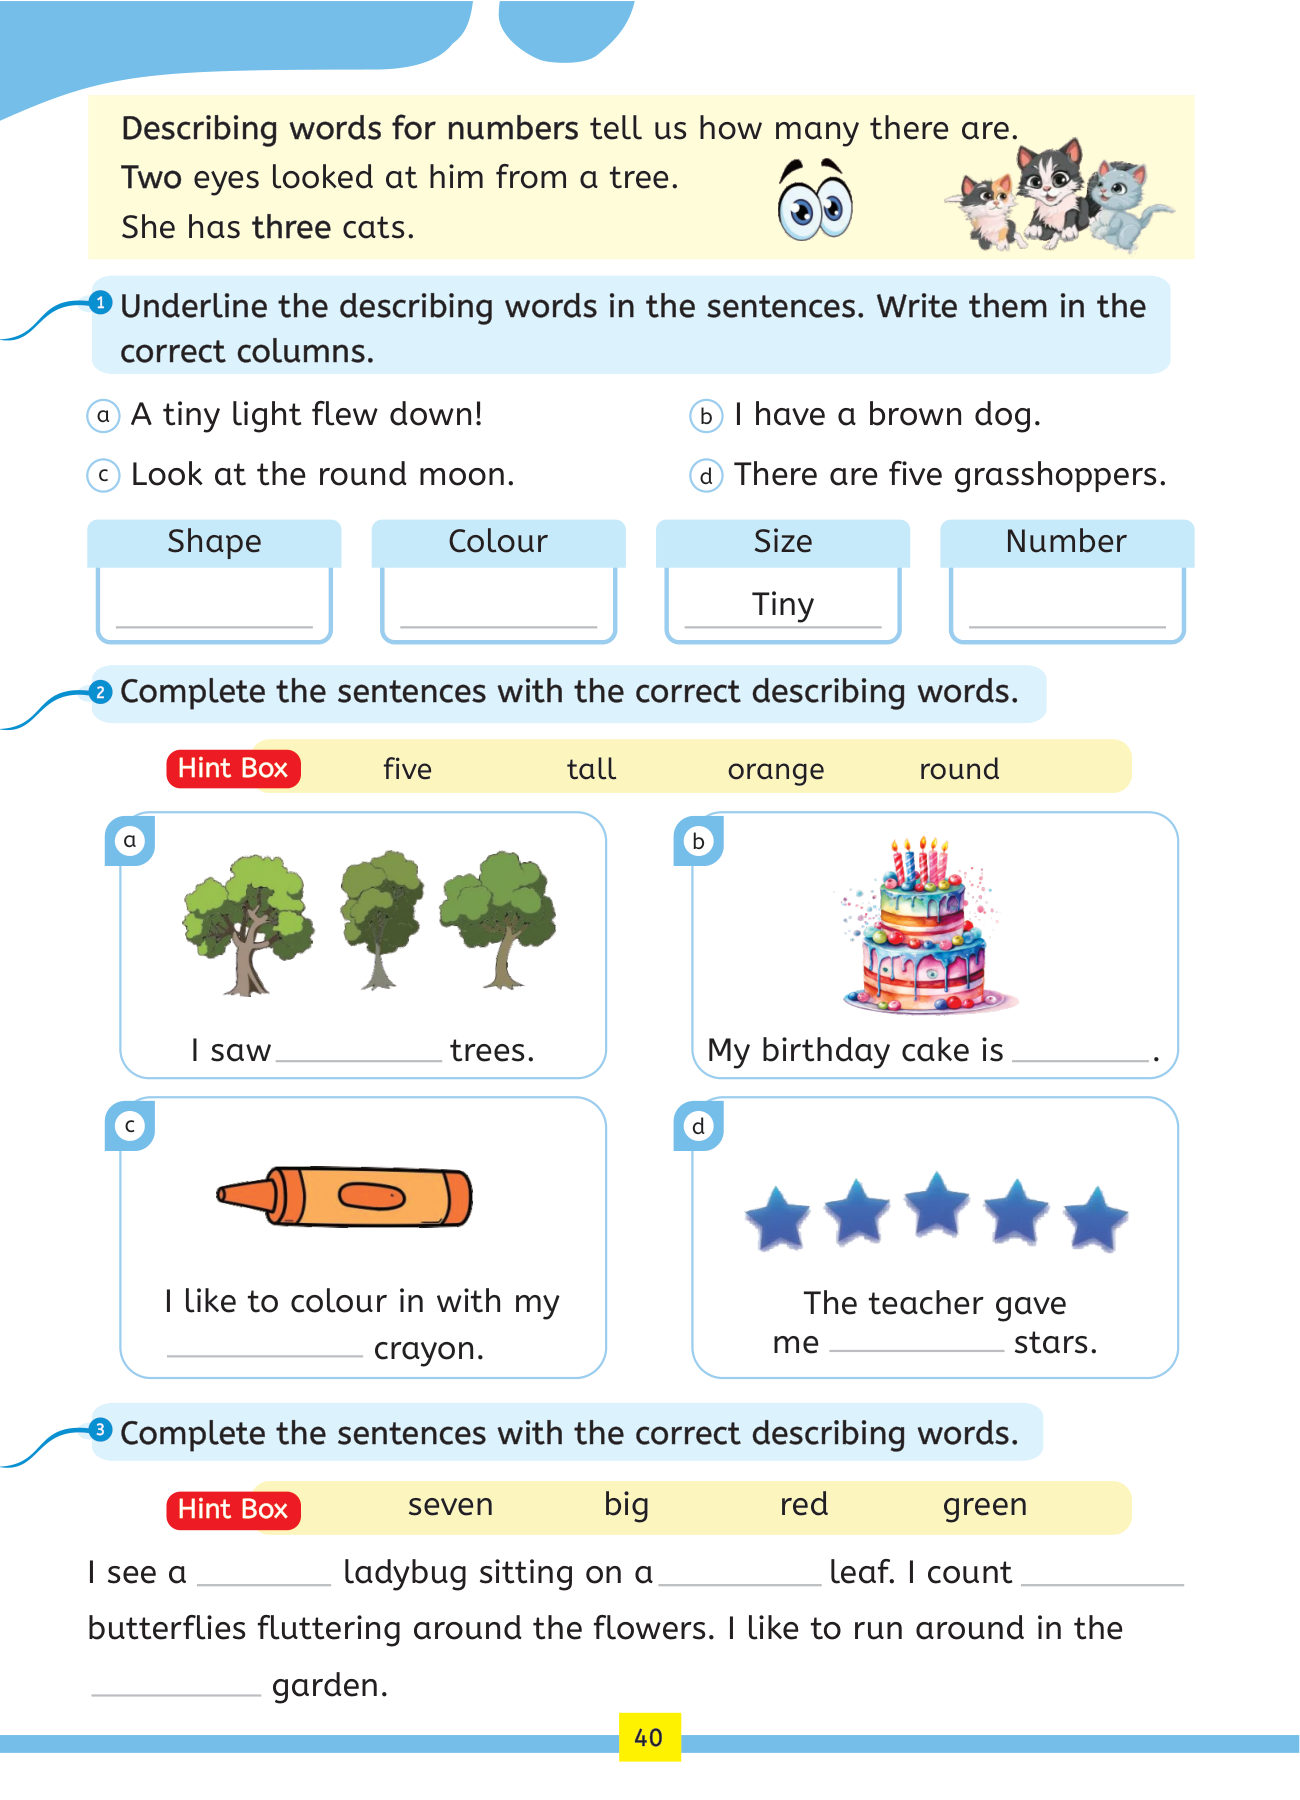 Describing words for numbers tell us how many there are.
Two eyes looked at him from a tree.
She has three cats.
1 Underline the describing words in the sentences. Write them in the
correct columns.
a A tiny light flew down!
b I have a brown dog.
c Look at the round moon.
d There are five grasshoppers.
Shape Colour Size Number
Tiny
2 Complete the sentences with the correct describing words.
Hint Box five tall orange round
a
I saw trees.
b
My birthday cake is .
c
I like to colour in with my
crayon.
d
The teacher gave
me stars.
3 Complete the sentences with the correct describing words.
Hint Box seven big red green
I see a ladybug sitting on a leaf. I count
butterflies fluttering around the flowers. I like to run around in the
garden.
40